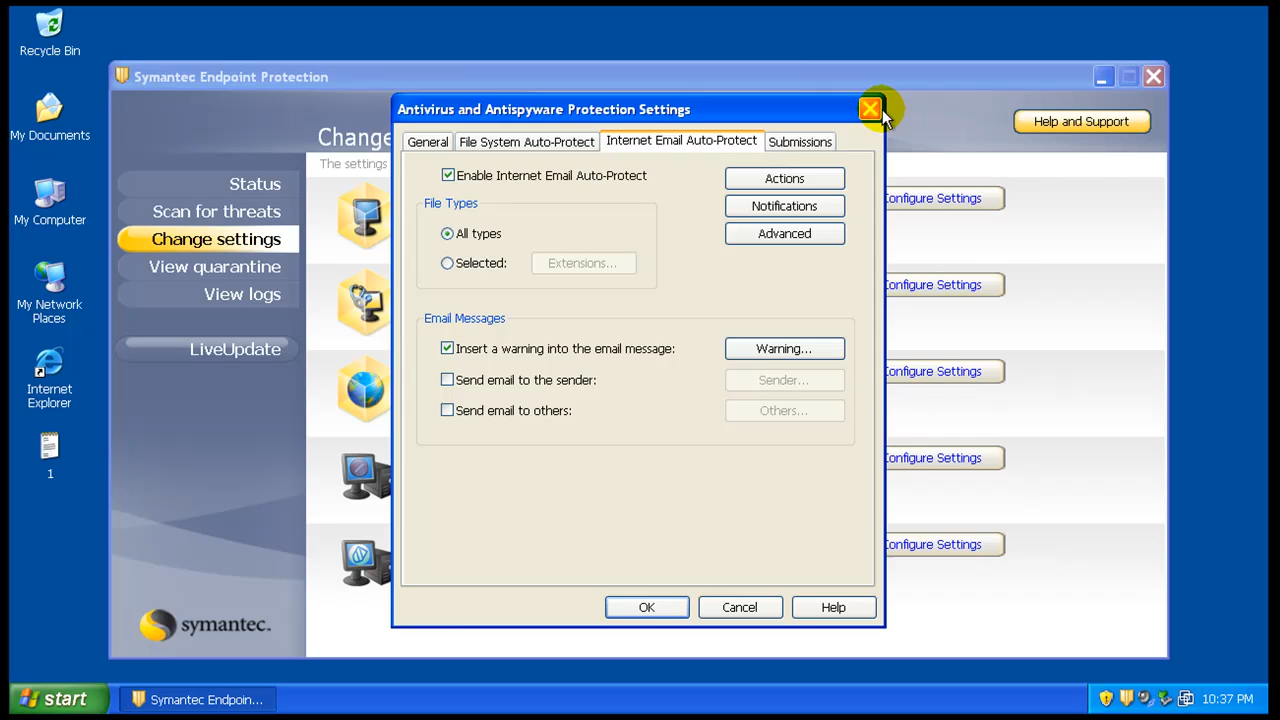 Recycle Bin
My Documents
My Computer
My Network
Places
Internet
Explorer
1
Symantec Endpoint Protection
Change
The settings
Help and Support
Status
Scan for threats
Change settings
View quarantine
View logs
LiveUpdate
symantec.
Configure Settings
Configure Settings
Configure Settings
Configure Settings
Configure Settings
Antivirus and Antispyware Protection Settings
General
File System Auto-Protect
Internet Email Auto-Protect
Submissions
Enable Internet Email Auto-Protect
Actions
Notifications
Advanced
File Types
All types
Selected:
Extensions...
Email Messages
Insert a warning into the email message:
Warning...
Send email to the sender:
Sender...
Send email to others:
Others...
OK
Cancel
Help
start
Symantec Endpoin...
10:37 PM